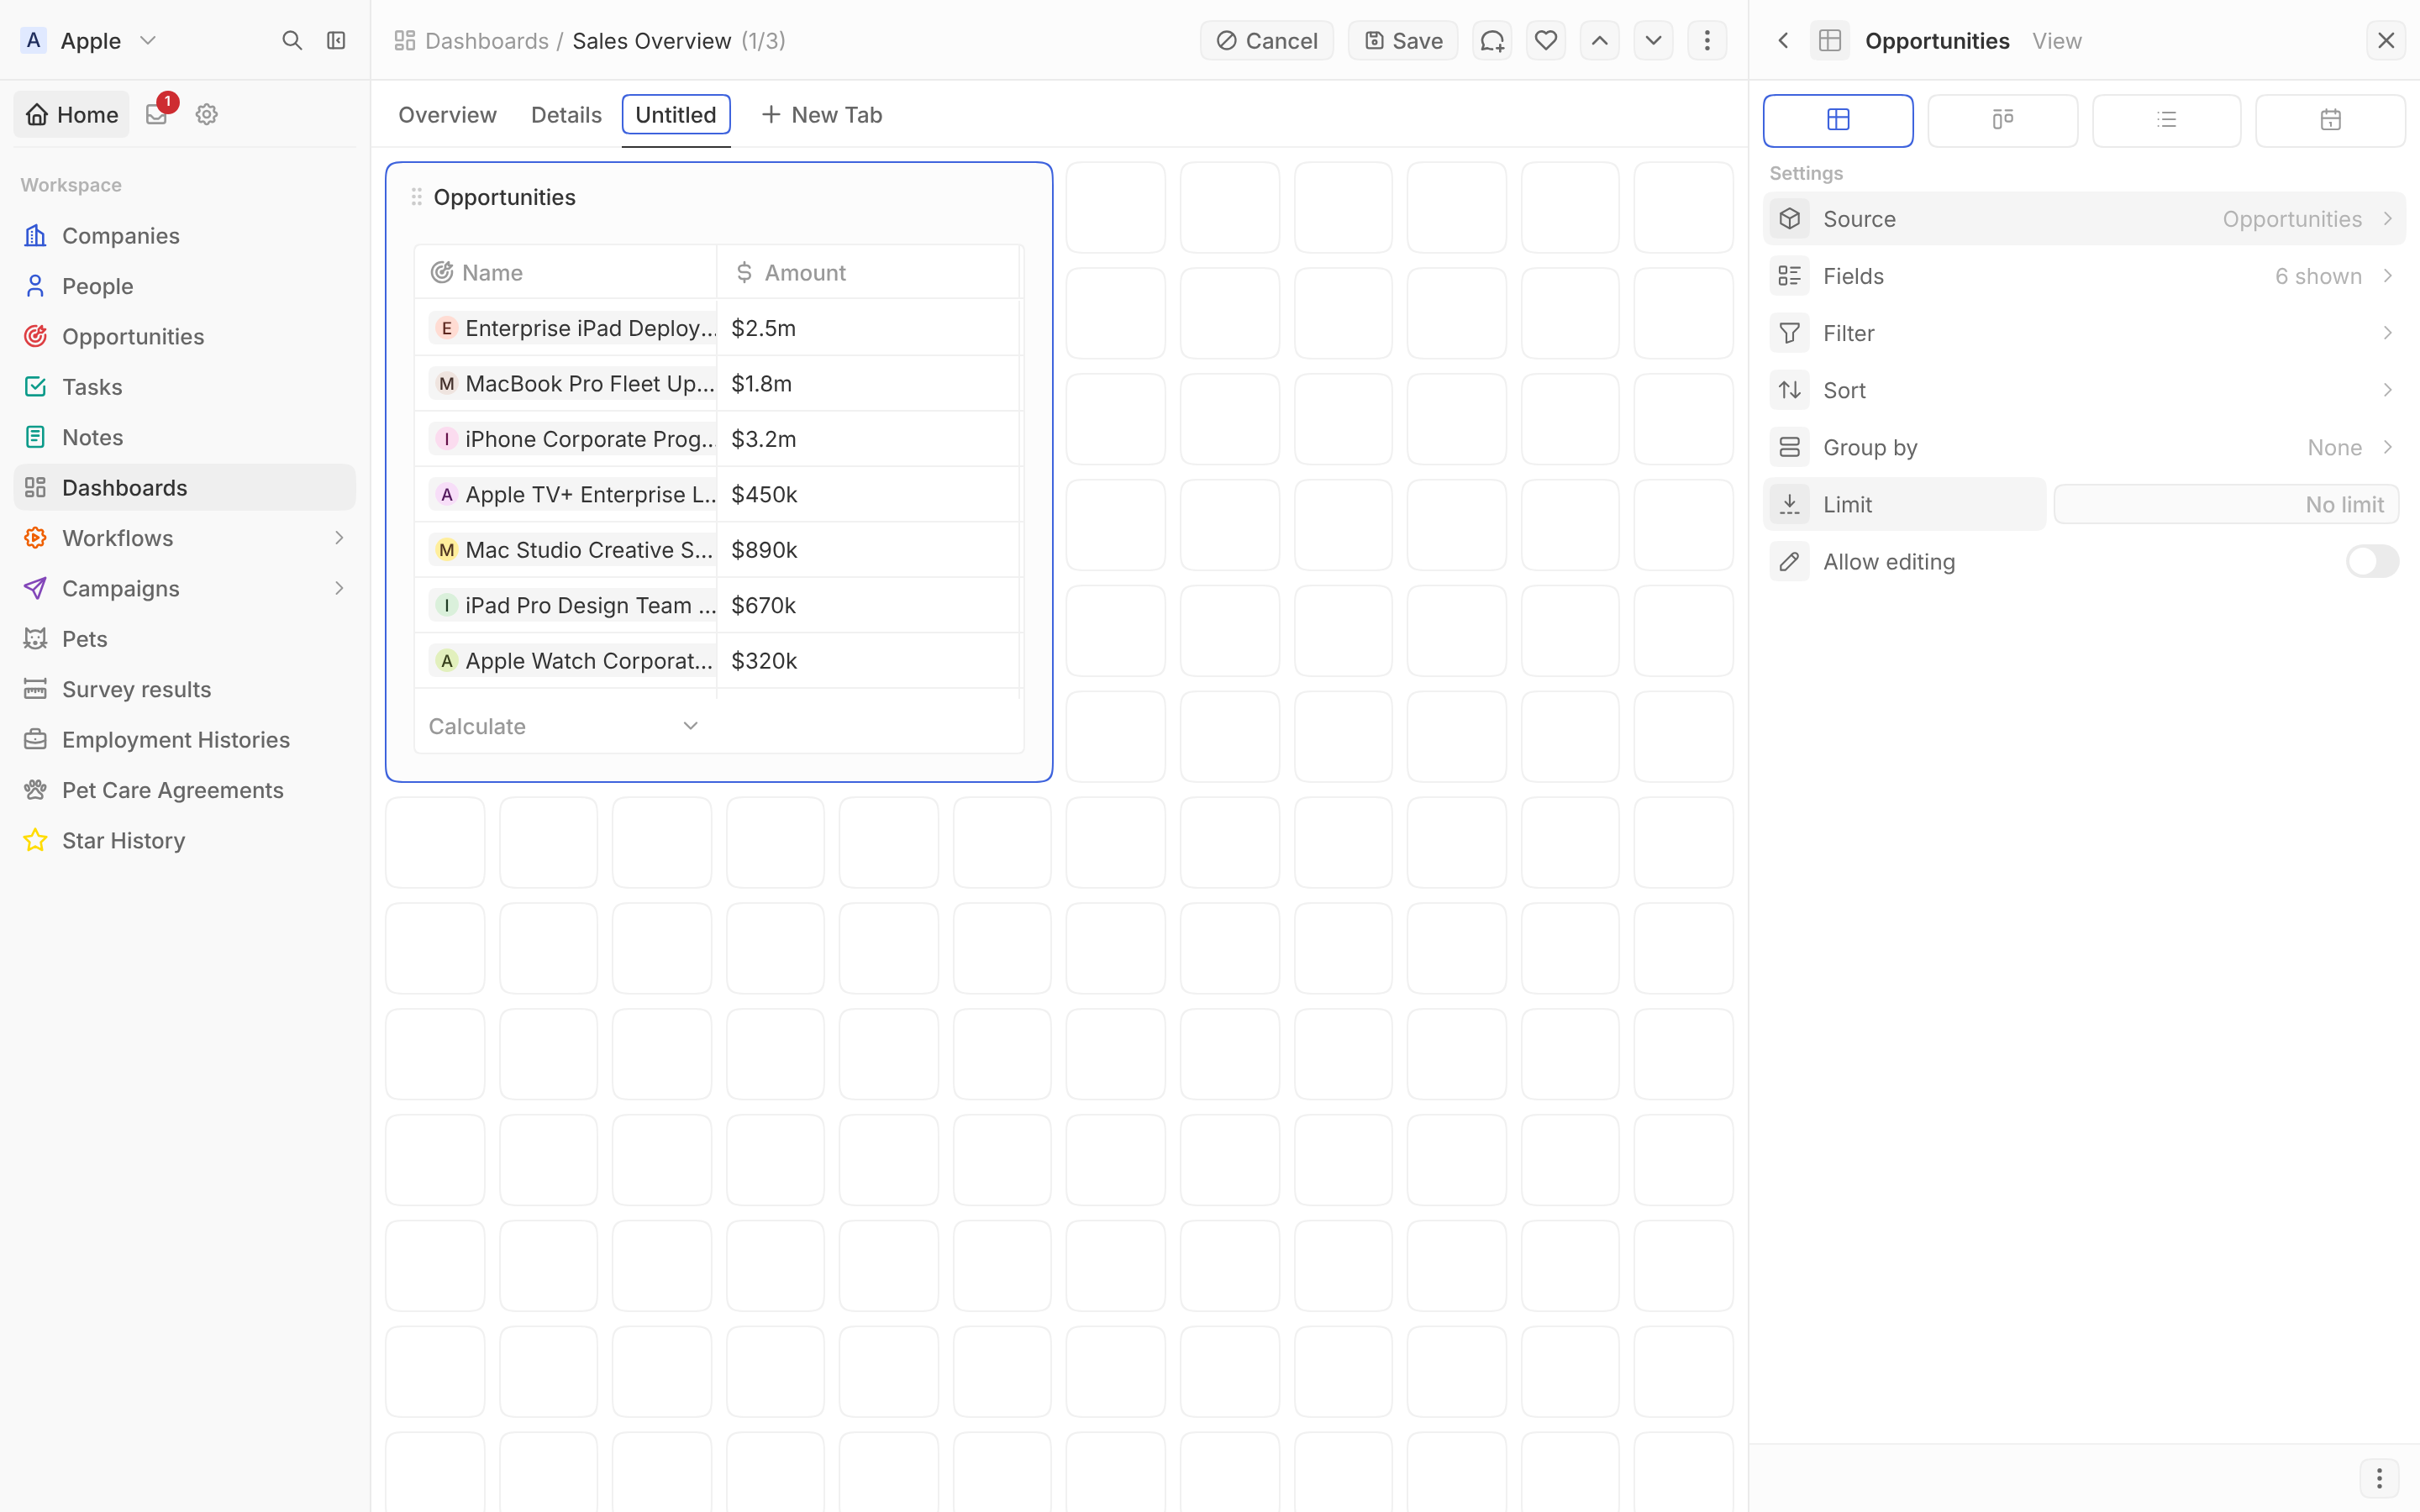 A Apple
Dashboards / Sales Overview (1/3)
Cancel
Save
Opportunities View
Home
1
Overview
Details
Untitled
New Tab
Workspace
Companies
People
Opportunities
Tasks
Notes
Dashboards
Workflows
Campaigns
Pets
Survey results
Employment Histories
Pet Care Agreements
Star History
Opportunities
Name
Amount
E Enterprise iPad Deploy... $2.5m
M MacBook Pro Fleet Up... $1.8m
I iPhone Corporate Prog... $3.2m
A Apple TV+ Enterprise L... $450k
M Mac Studio Creative S... $890k
I iPad Pro Design Team ... $670k
A Apple Watch Corporat... $320k
Calculate
1
Settings
Source Opportunities
Fields 6 shown
Filter
Sort
Group by None
Limit No limit
Allow editing